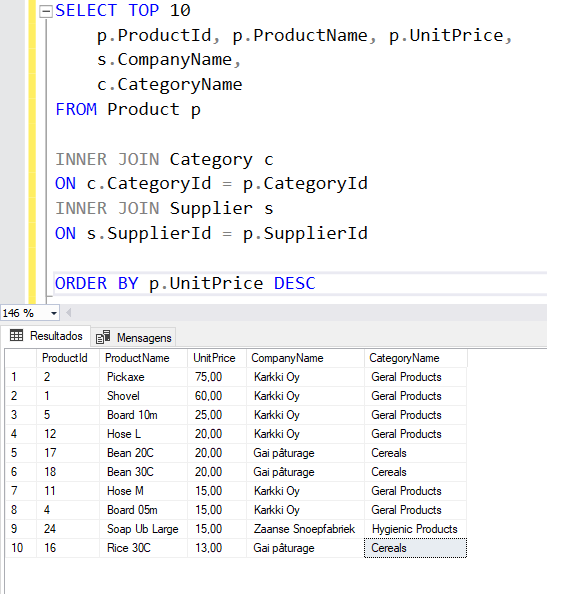 SELECT TOP 10
p.ProductId, p.ProductName, p.UnitPrice,
s.CompanyName,
c.CategoryName
FROM Product p
INNER JOIN Category c
ON c.CategoryId = p.CategoryId
INNER JOIN Supplier s
ON s.SupplierId = p.SupplierId
ORDER BY p.UnitPrice DESC
146 %
Resultados Mensagens
ProductId ProductName UnitPrice CompanyName CategoryName
1 2 Pickaxe 75,00 Karkki Oy Geral Products
2 1 Shovel 60,00 Karkki Oy Geral Products
3 5 Board 10m 25,00 Karkki Oy Geral Products
4 12 Hose L 20,00 Karkki Oy Geral Products
5 17 Bean 20C 20,00 Gai pâturage Cereals
6 18 Bean 30C 20,00 Gai pâturage Cereals
7 11 Hose M 15,00 Karkki Oy Geral Products
8 4 Board 05m 15,00 Karkki Oy Geral Products
9 24 Soap Ub Large 15,00 Zaanse Snoepfabriek Hygienic Products
10 16 Rice 30C 13,00 Gai pâturage Cereals